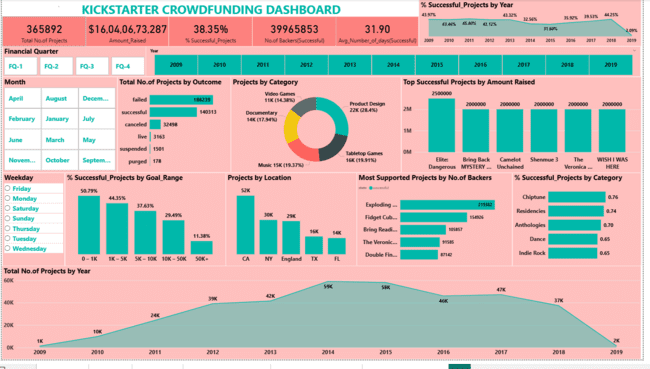 KICKSTARTER CROWDFUNDING DASHBOARD
365892
Total No.of Projects
$16,04,06,73,287
Amount_Raised
38.35%
% Successful_Projects
39965853
No.of Backers(Successful)
31.90
Avg_Number_of_days(Successful)
% Successful_Projects by Year
43.97%
43.32%
32.56%
31.60%
35.92%
39.53%
44.25%
2009 2010 2011 2012 2013 2014 2015 2016 2017 2018 2019
Financial Quarter
FQ-1 FQ-2 FQ-3 FQ-4
Year
2009 2010 2011 2012 2013 2014 2015 2016 2017 2018 2019
Month
April August Decem...
February January July
June March May
Novem... October Septem...
Total No.of Projects by Outcome
failed
successful 140313
canceled 32498
live 3163
suspended 1501
purged 178
Projects by Category
Video Games
11K (14.38%)
Documentary
14K (17.94%)
Music 15K (19.37%)
Product Design
22K (28.4%)
Tabletop Games
16K (19.91%)
Top Successful Projects by Amount Raised
2M
1M
0M
2500000 2000000 2000000 2000000 2000000 2000000
Elite: Bring Back Camelot Shenmue 3 The WISH I WAS
Dangerous MYSTERY ... Unchained Veronica ... HERE
Weekday
Friday
Monday
Saturday
Sunday
Thursday
Tuesday
Wednesday
% Successful_Projects by Goal_Range
50.79%
44.35%
37.63%
29.49%
11.38%
0 - 1K 1K - 5K 5K - 10K 10K - 50K 50K+
Projects by Location
52K
30K
29K
16K
14K
CA NY England TX FL
Most Supported Projects by No.of Backers
Exploding ...
Fidget Cub...
Bring Readi... 105857
The Veronic... 91585
Double Fin... 87142
% Successful_Projects by Category
Chiptune 0.76
Residencies 0.74
Anthologies 0.70
Dance 0.65
Indie Rock 0.65
Total No.of Projects by Year
60K
40K
20K
0K
1K
10K
24K
39K
42K
59K
58K
46K
47K
37K
2K
2009 2010 2011 2012 2013 2014 2015 2016 2017 2018 2019